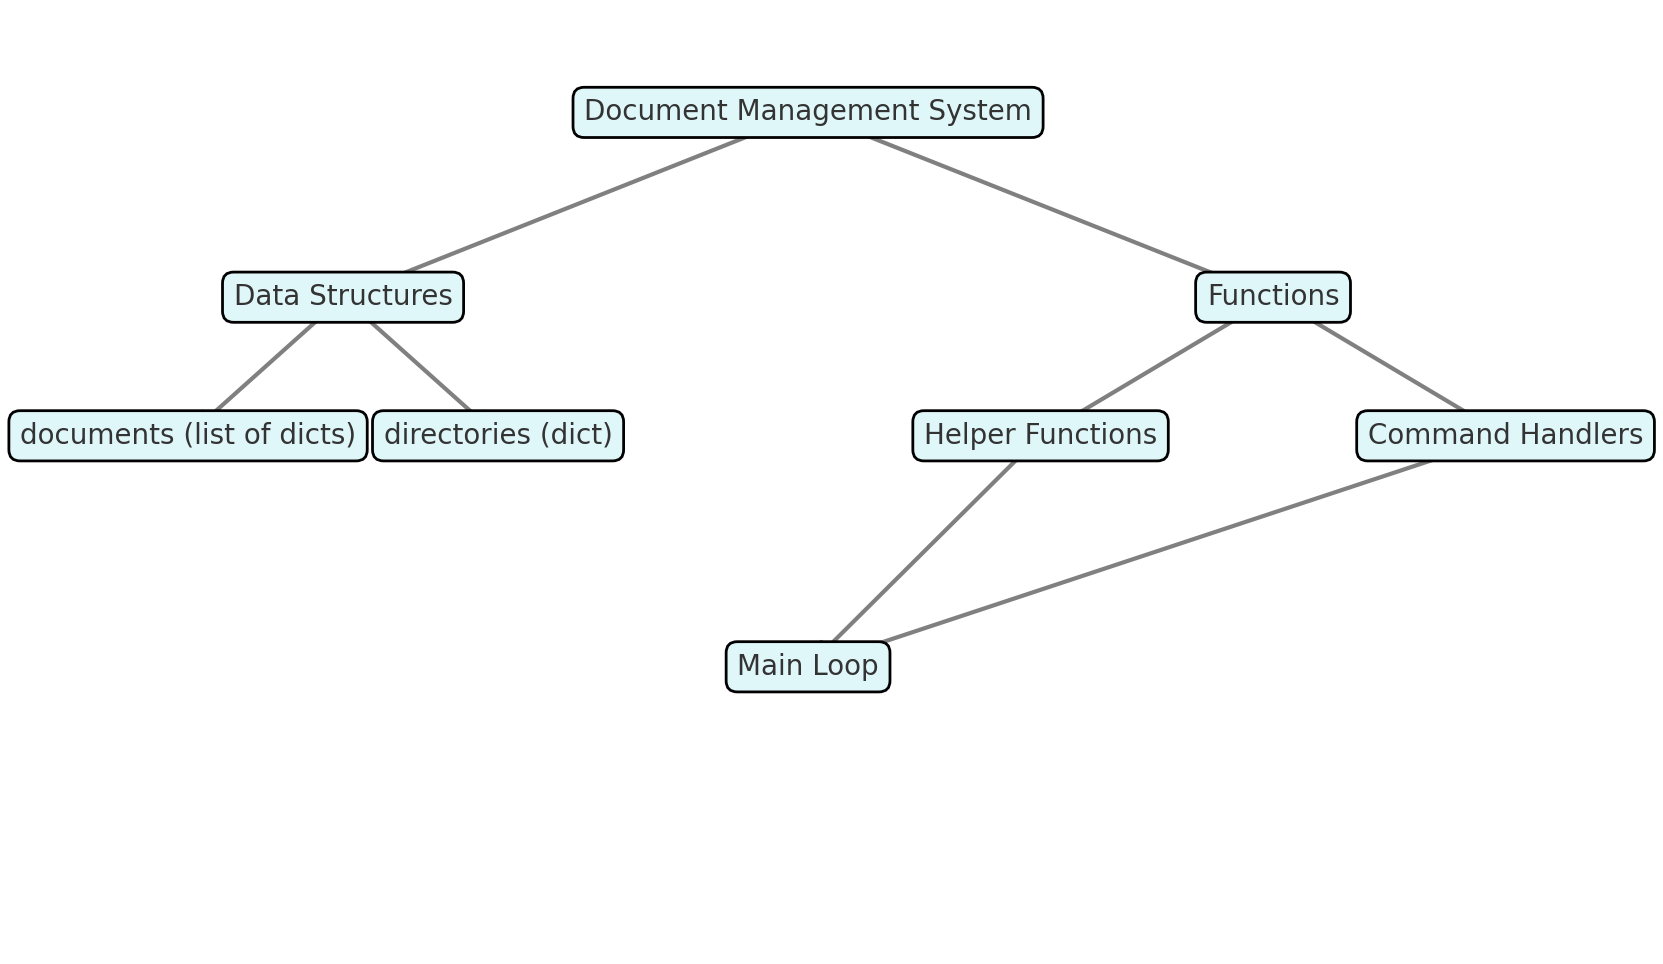 Document Management System
Data Structures
Functions
documents (list of dicts)
directories (dict)
Helper Functions
Command Handlers
Main Loop